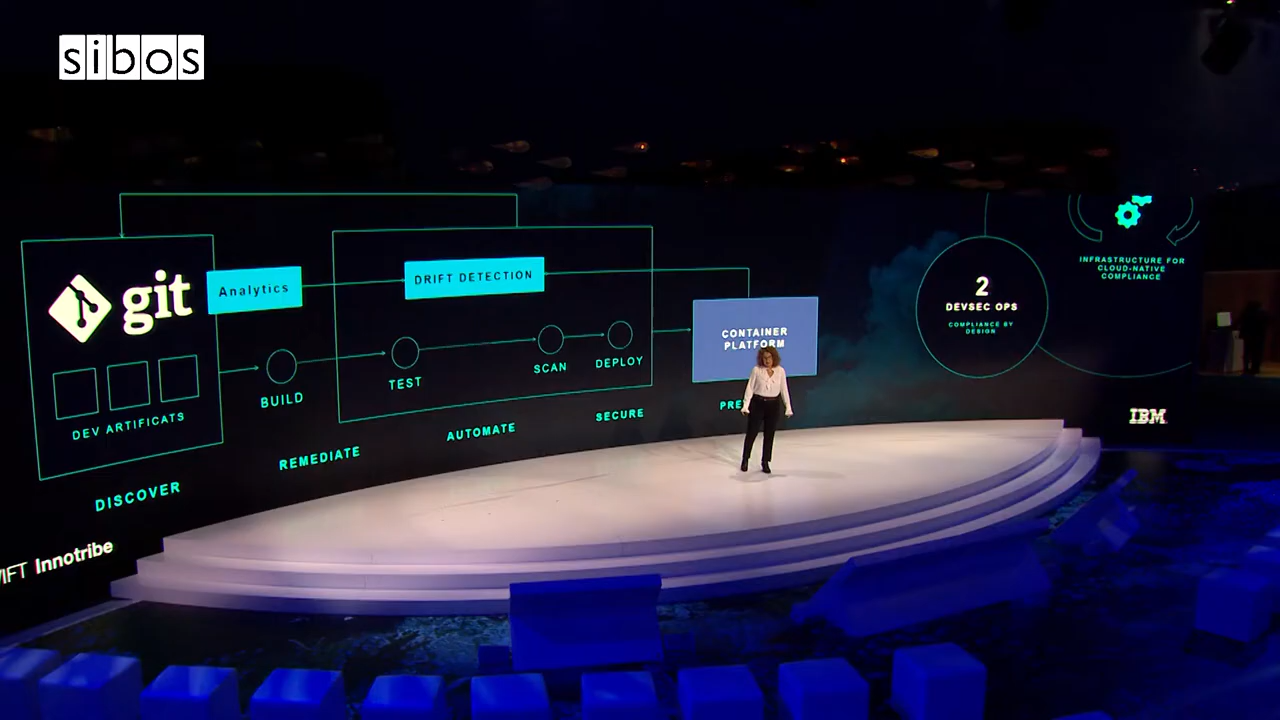 sibos
git
Analytics
DRIFT DETECTION
CONTAINER
PLATFORM
DEV ARTIFICATS
BUILD
TEST
SCAN
DEPLOY
DISCOVER
REMEDIATE
AUTOMATE
SECURE
2
DEVSEC OPS
COMPLIANCE BY
DESIGN
INFRASTRUCTURE FOR
CLOUD-NATIVE
COMPLIANCE
IBM
Innotribe